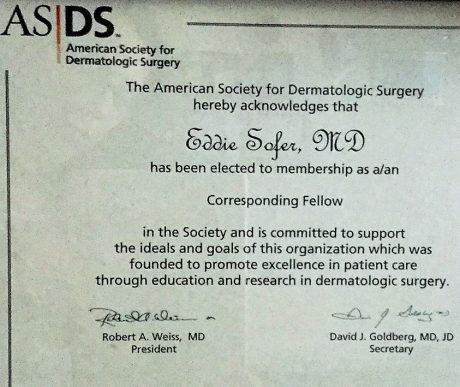 AS|DS™
American Society for
Dermatologic Surgery
The American Society for Dermatologic Surgery
hereby acknowledges that
Eddie Sofer, MD
has been elected to membership as a/an
Corresponding Fellow
in the Society and is committed to support
the ideals and goals of this organization which was
founded to promote excellence in patient care
through education and research in dermatologic surgery.
Robert A. Weiss, MD
President
David J. Goldberg, MD, JD
Secretary